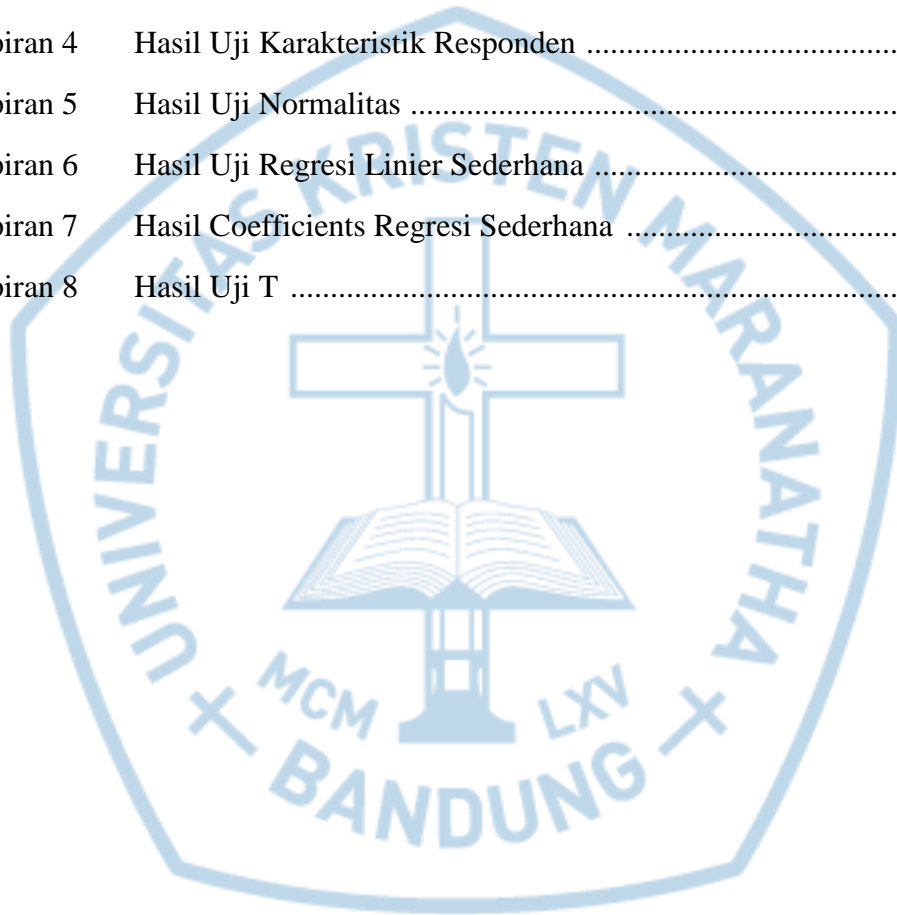 piran 4 Hasil Uji Karakteristik Responden ........................................
piran 5 Hasil Uji Normalitas ...............................................................
piran 6 Hasil Uji Regresi Linier Sederhana .......................................
piran 7 Hasil Coefficients Regresi Sederhana ...................................
piran 8 Hasil Uji T ..............................................................................
UNIVERSITAS KRISTEN MARANATHA
MCM LXV
BANDUNG